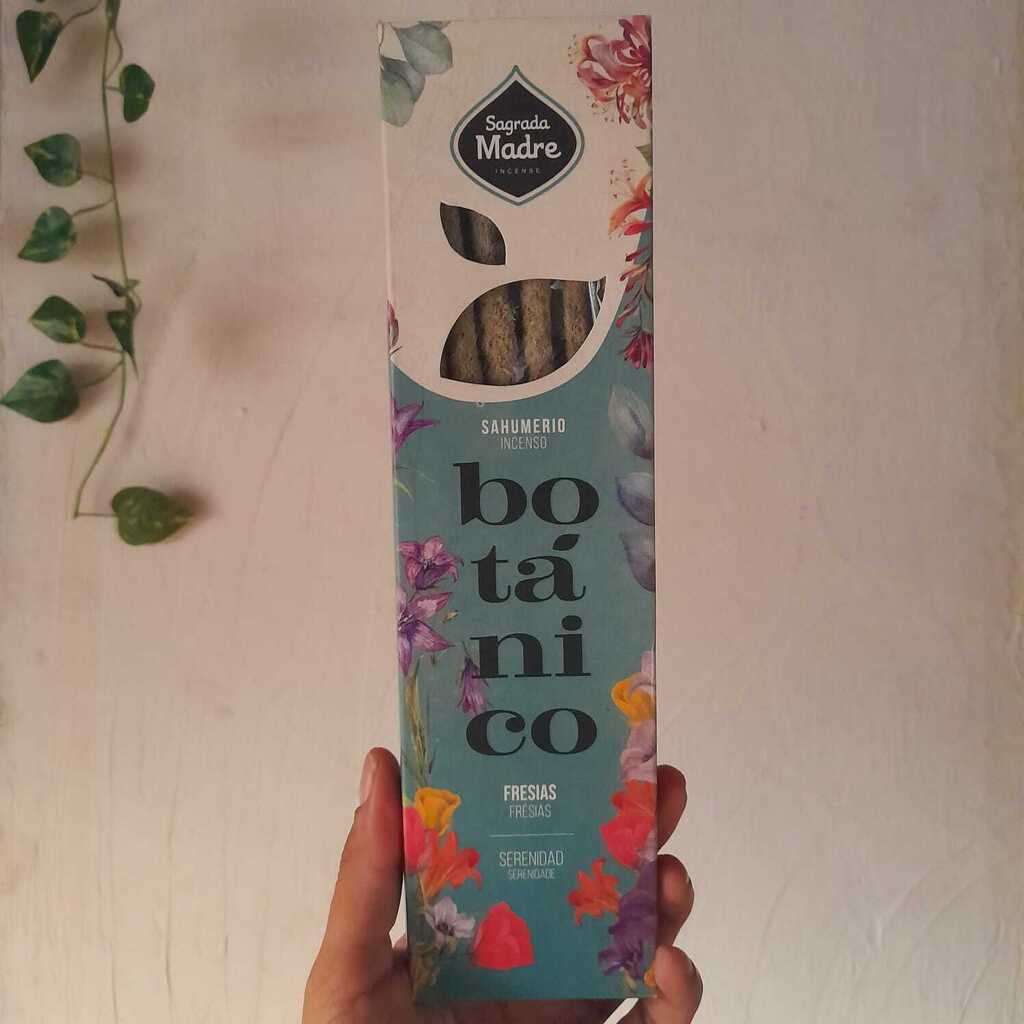 Sagrada
Madre
INCENSE
SAHUMERIO
INCENSO
bo
tá
ni
co
FRESIAS
FRÉSIAS
SERENIDAD
SERENIDADE